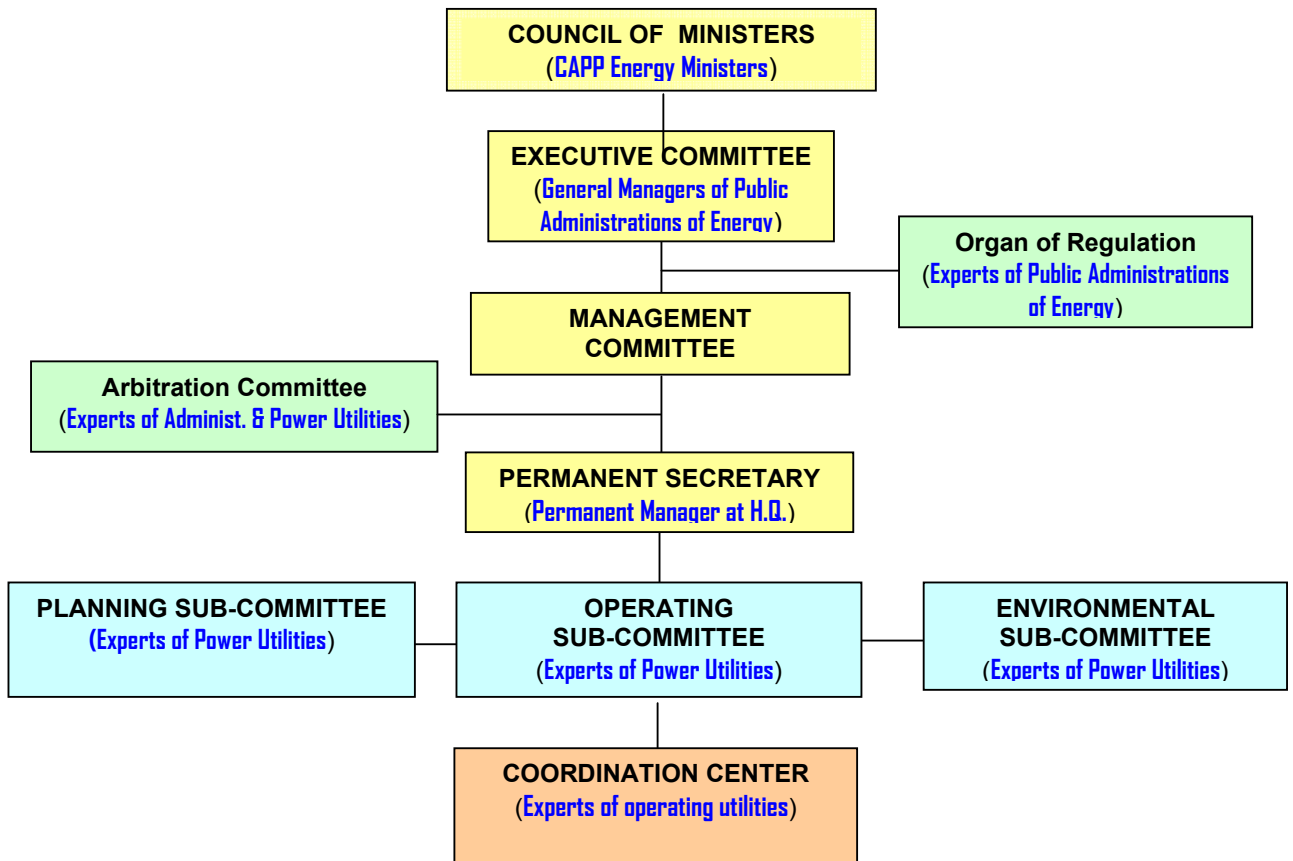 COUNCIL OF MINISTERS
(CAPP Energy Ministers)
EXECUTIVE COMMITTEE
(General Managers of Public
Administrations of Energy)
Organ of Regulation
(Experts of Public Administrations
of Energy)
MANAGEMENT
COMMITTEE
Arbitration Committee
(Experts of Administ. & Power Utilities)
PERMANENT SECRETARY
(Permanent Manager at H.Q.)
PLANNING SUB-COMMITTEE
(Experts of Power Utilities)
OPERATING
SUB-COMMITTEE
(Experts of Power Utilities)
ENVIRONMENTAL
SUB-COMMITTEE
(Experts of Power Utilities)
COORDINATION CENTER
(Experts of operating utilities)